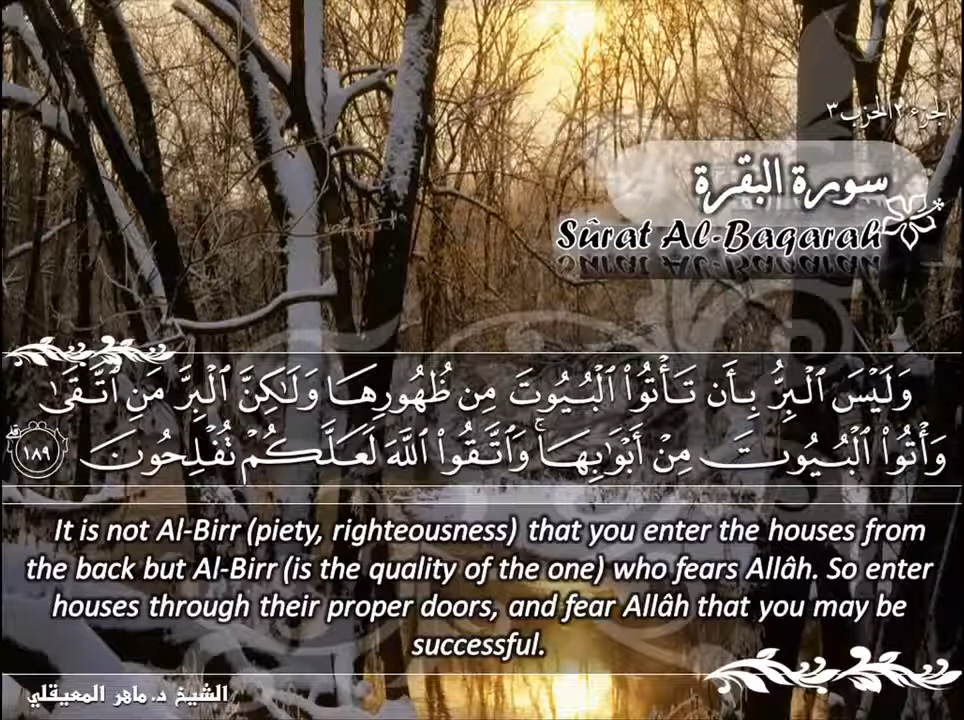 الجزء ٢ الحزب ٣
سورة البقرة
Sûrat Al-Baqarah
وَلَيْسَ ٱلْبِرُّ بِأَن تَأْتُوا۟ ٱلْبُيُوتَ مِن ظُهُورِهَا وَلَـٰكِنَّ ٱلْبِرَّ مَنِ ٱتَّقَىٰ
وَأْتُوا۟ ٱلْبُيُوتَ مِنْ أَبْوَٰبِهَا ۚ وَٱتَّقُوا۟ ٱللَّهَ لَعَلَّكُمْ تُفْلِحُونَ ١٨٩
It is not Al-Birr (piety, righteousness) that you enter the houses from
the back but Al-Birr (is the quality of the one) who fears Allâh. So enter
houses through their proper doors, and fear Allâh that you may be
successful.
الشيخ د. ماهر المعيقلي